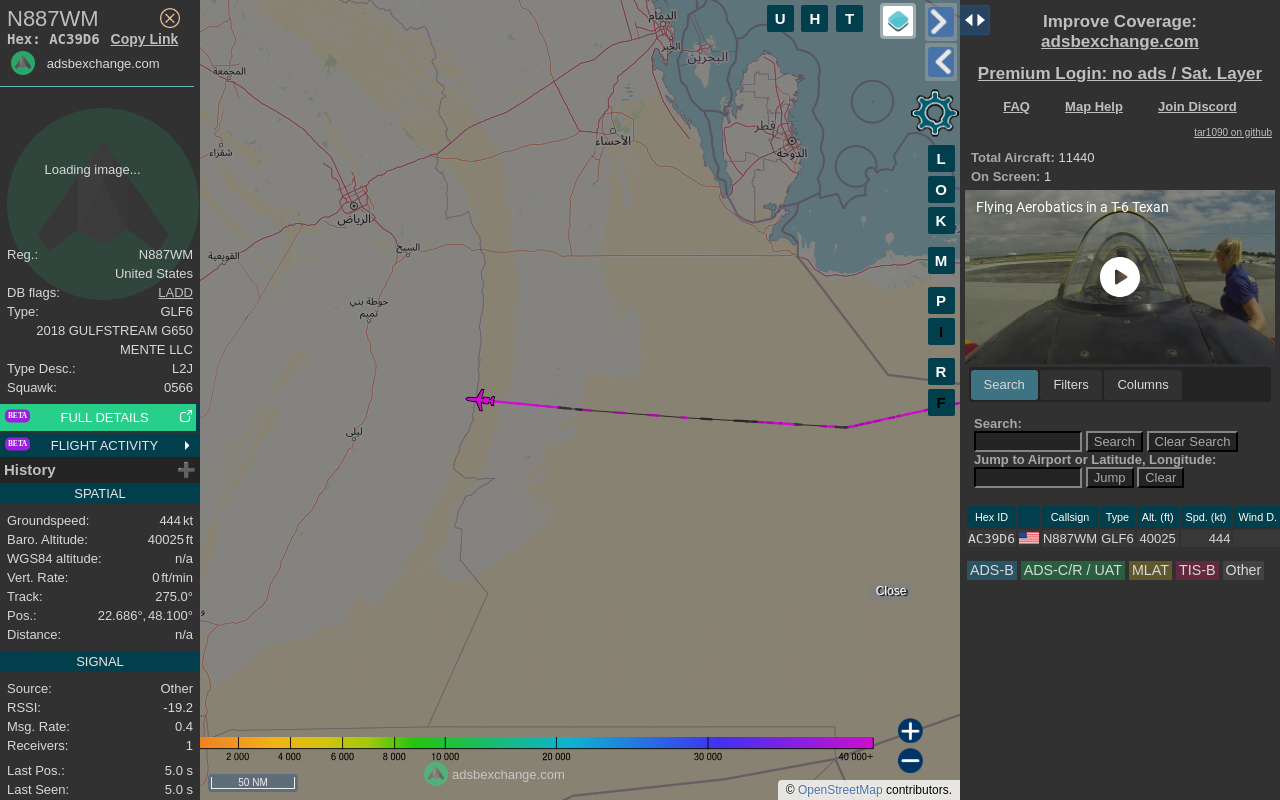 N887WM
Hex: AC39D6 Copy Link
adsbexchange.com
Loading image...
Reg.: N887WM
United States
DB flags: LADD
Type: GLF6
2018 GULFSTREAM G650
MENTE LLC
Type Desc.: L2J
Squawk: 0566
BETA FULL DETAILS
BETA FLIGHT ACTIVITY
History
SPATIAL
Groundspeed: 444 kt
Baro. Altitude: 40025 ft
WGS84 altitude: n/a
Vert. Rate: 0 ft/min
Track: 275.0°
Pos.: 22.686°, 48.100°
Distance: n/a
SIGNAL
Source: Other
RSSI: -19.2
Msg. Rate: 0.4
Receivers: 1
Last Pos.: 5.0 s
Last Seen: 5.0 s
الدمام
الخبر
البحرين
المجمعة
قطر
الأحساء
شقراء
الدوحة
الرياض
السيح
القويعية
حوطة بني
تميم
ليلى
U H T
L
O
K
M
P
I
R
F
Close
2 000 4 000 6 000 8 000 10 000 20 000 30 000 40 000+
adsbexchange.com
50 NM
© OpenStreetMap contributors.
Improve Coverage:
adsbexchange.com
Premium Login: no ads / Sat. Layer
FAQ Map Help Join Discord
tar1090 on github
Total Aircraft: 11440
On Screen: 1
Flying Aerobatics in a T-6 Texan
Search Filters Columns
Search:
Search Clear Search
Jump to Airport or Latitude, Longitude:
Jump Clear
Hex ID Callsign Type Alt. (ft) Spd. (kt) Wind D.
AC39D6 N887WM GLF6 40025 444
ADS-B ADS-C/R / UAT MLAT TIS-B Other